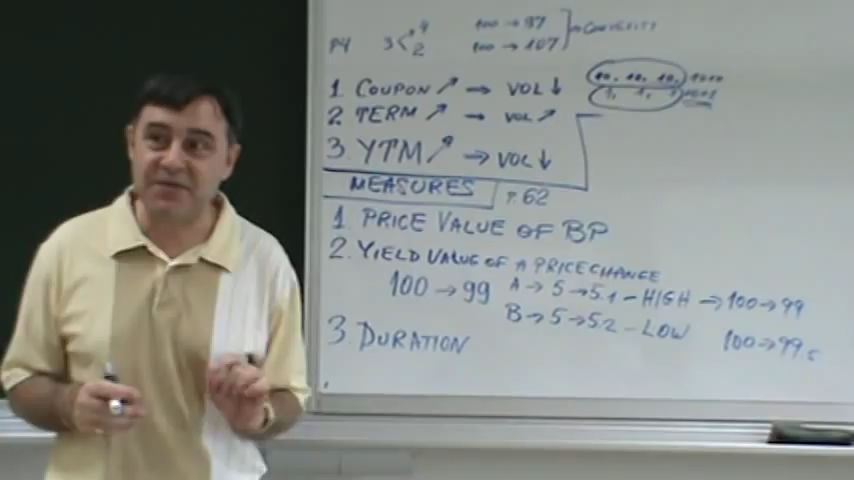 P4 3 4 2 100 → 97
100 → 107 CONVEXITY
1. COUPON ↗ → VOL ↓
2. TERM ↗ → VOL ↗
3. YTM ↗ → VOL ↓
MEASURES P. 62
1. PRICE VALUE OF BP
2. YIELD VALUE OF A PRICE CHANGE
100 → 99 A → 5 → 5.1 - HIGH → 100 → 99
B → 5 → 5.2 - LOW 100 → 99.5
3. DURATION